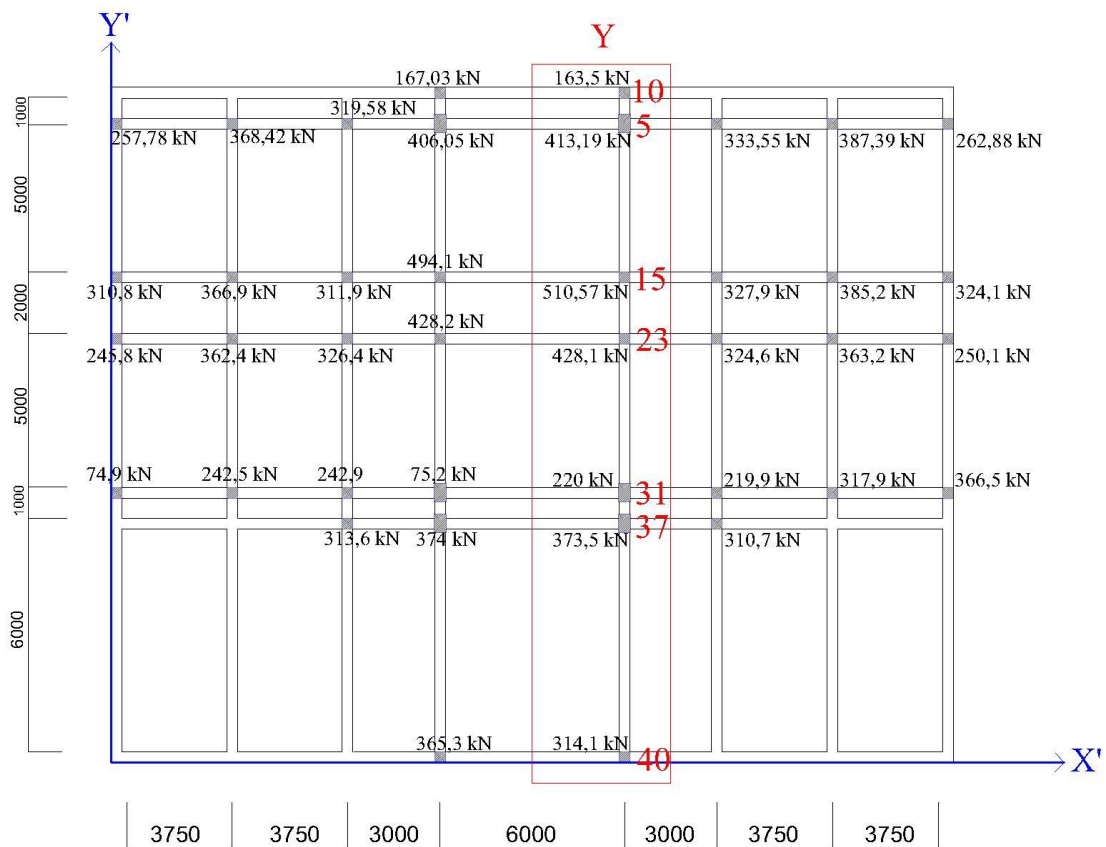 Y' Y
167,03 kN 163,5 kN 10
1000 319,58 kN 5
257,78 kN 368,42 kN 406,05 kN 413,19 kN 333,55 kN 387,39 kN 262,88 kN
5000
494,1 kN 15
310,8 kN 366,9 kN 311,9 kN 510,57 kN 327,9 kN 385,2 kN 324,1 kN
2000
428,2 kN 23
245,8 kN 362,4 kN 326,4 kN 428,1 kN 324,6 kN 363,2 kN 250,1 kN
5000
74,9 kN 242,5 kN 242,9 75,2 kN 220 kN 31 219,9 kN 317,9 kN 366,5 kN
1000
37
313,6 kN 374 kN 373,5 kN 310,7 kN
6000
365,3 kN 314,1 kN 40 X'
3750 3750 3000 6000 3000 3750 3750